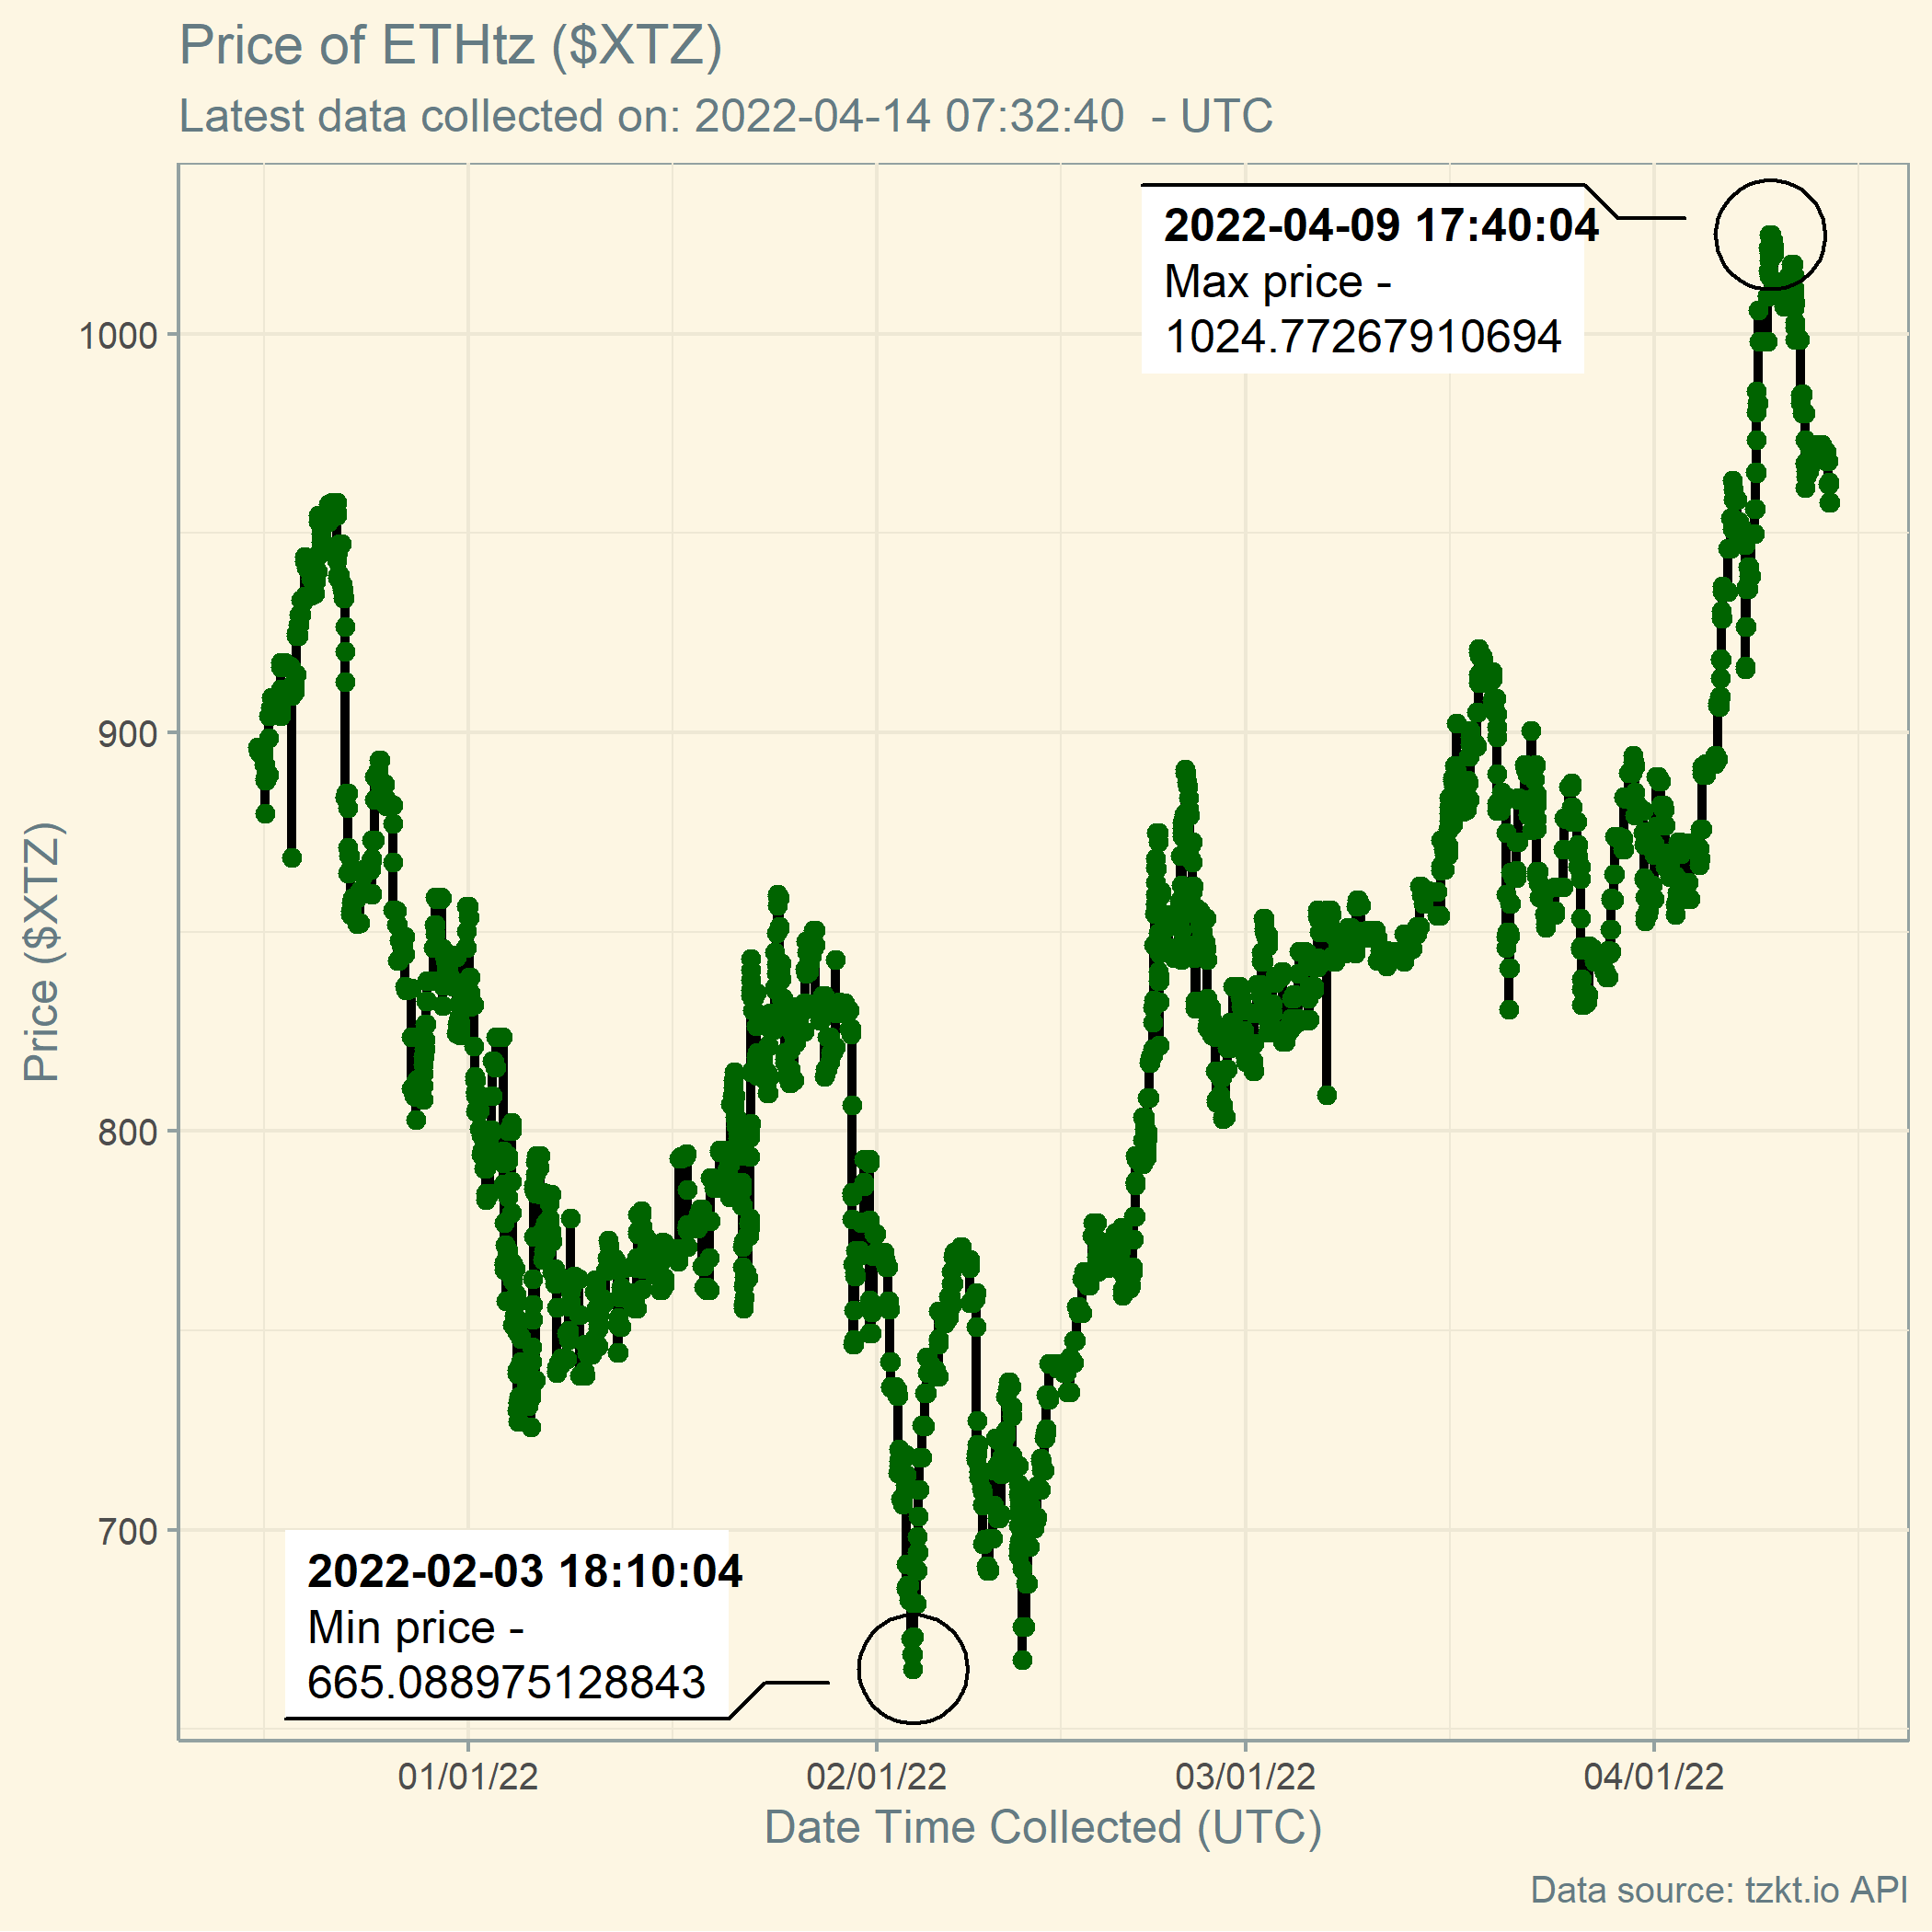 Price of ETHtz ($XTZ)
Latest data collected on: 2022-04-14 07:32:40  - UTC
2022-04-09 17:40:04
Max price -
1024.77267910694
1000
900
800
700
Price ($XTZ)
2022-02-03 18:10:04
Min price -
665.088975128843
01/01/22
02/01/22
03/01/22
04/01/22
Date Time Collected (UTC)
Data source: tzkt.io API